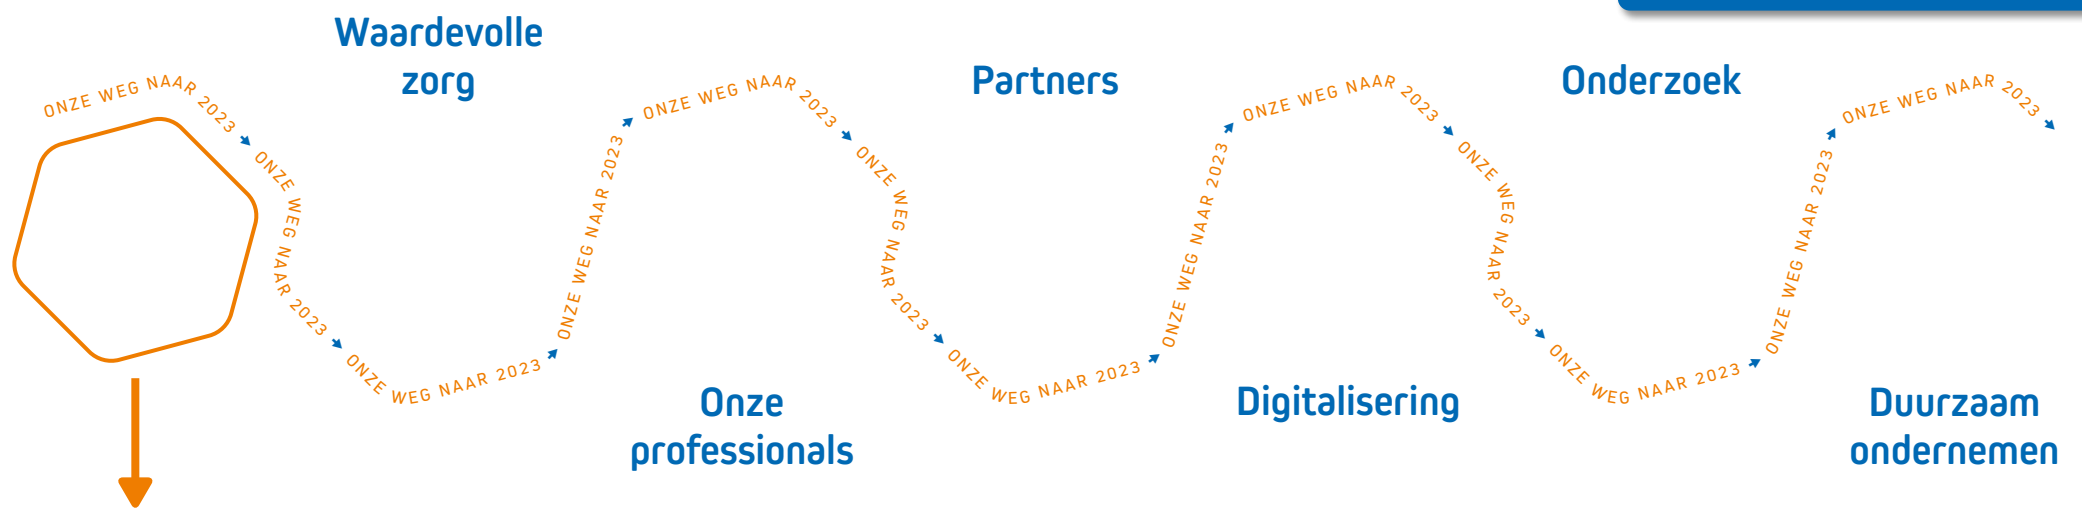 Waardevolle
zorg
Partners
Onderzoek
ONZE WEG NAAR 2023
ONZE WEG NAAR 2023
ONZE WEG NAAR 2023
ONZE WEG NAAR 2023
ONZE WEG NAAR 2023
ONZE WEG NAAR 2023
ONZE WEG NAAR 2023
ONZE WEG NAAR 2023
ONZE WEG NAAR 2023
ONZE WEG NAAR 2023
ONZE WEG NAAR 2023
ONZE WEG NAAR 2023
ONZE WEG NAAR 2023
Onze
professionals
Digitalisering
Duurzaam
ondernemen